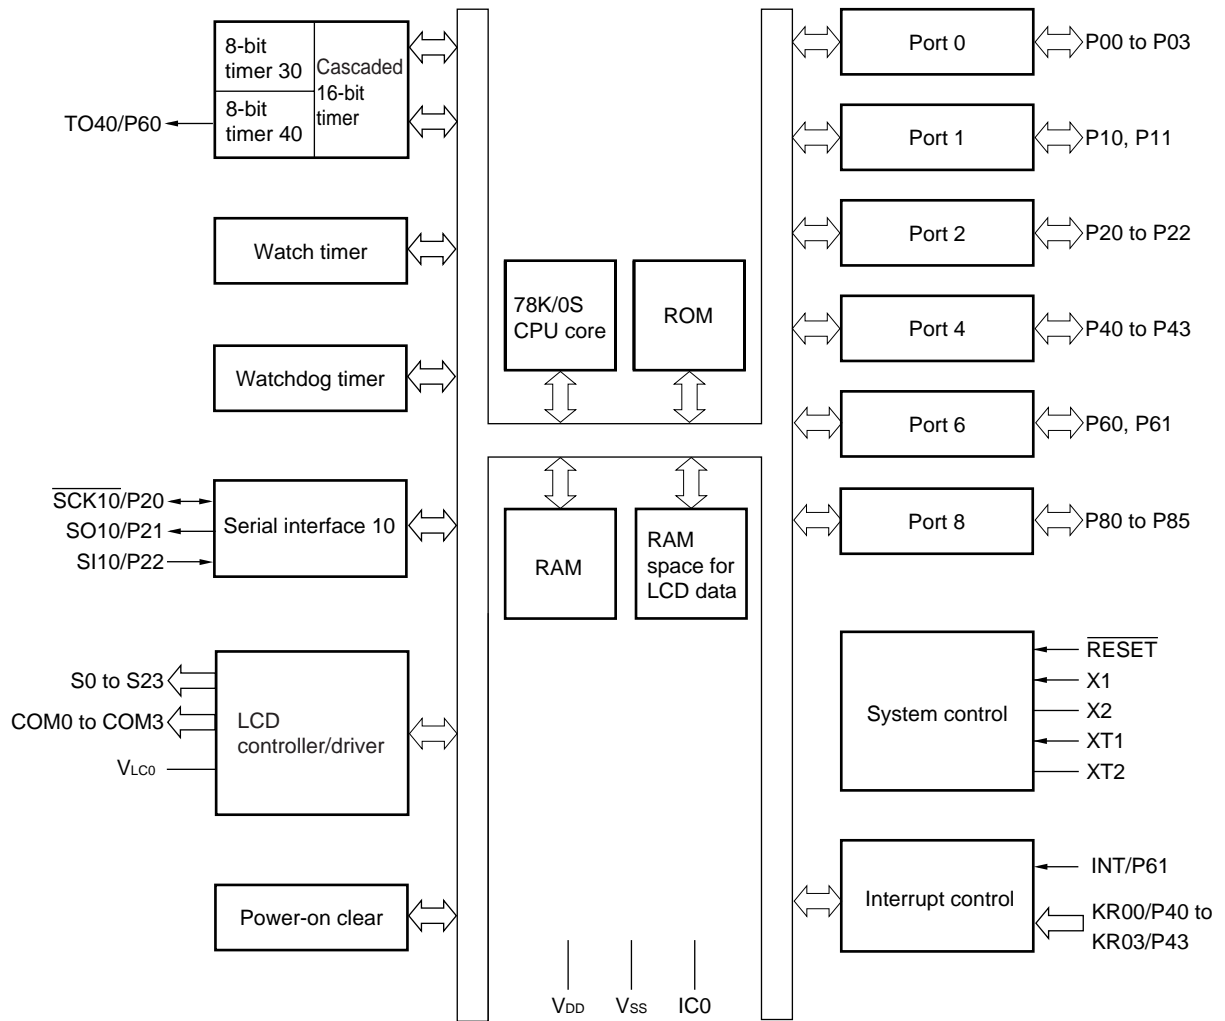 8-bit
timer 30
8-bit
timer 40
Cascaded
16-bit
timer
TO40/P60
Watch timer
Watchdog timer
SCK10/P20
SO10/P21
SI10/P22
Serial interface 10
S0 to S23
COM0 to COM3
VLC0
LCD
controller/driver
Power-on clear
78K/0S
CPU core
ROM
RAM
RAM
space for
LCD data
VDD
VSS
IC0
Port 0
P00 to P03
Port 1
P10, P11
Port 2
P20 to P22
Port 4
P40 to P43
Port 6
P60, P61
Port 8
P80 to P85
System control
RESET
X1
X2
XT1
XT2
Interrupt control
INT/P61
KR00/P40 to
KR03/P43